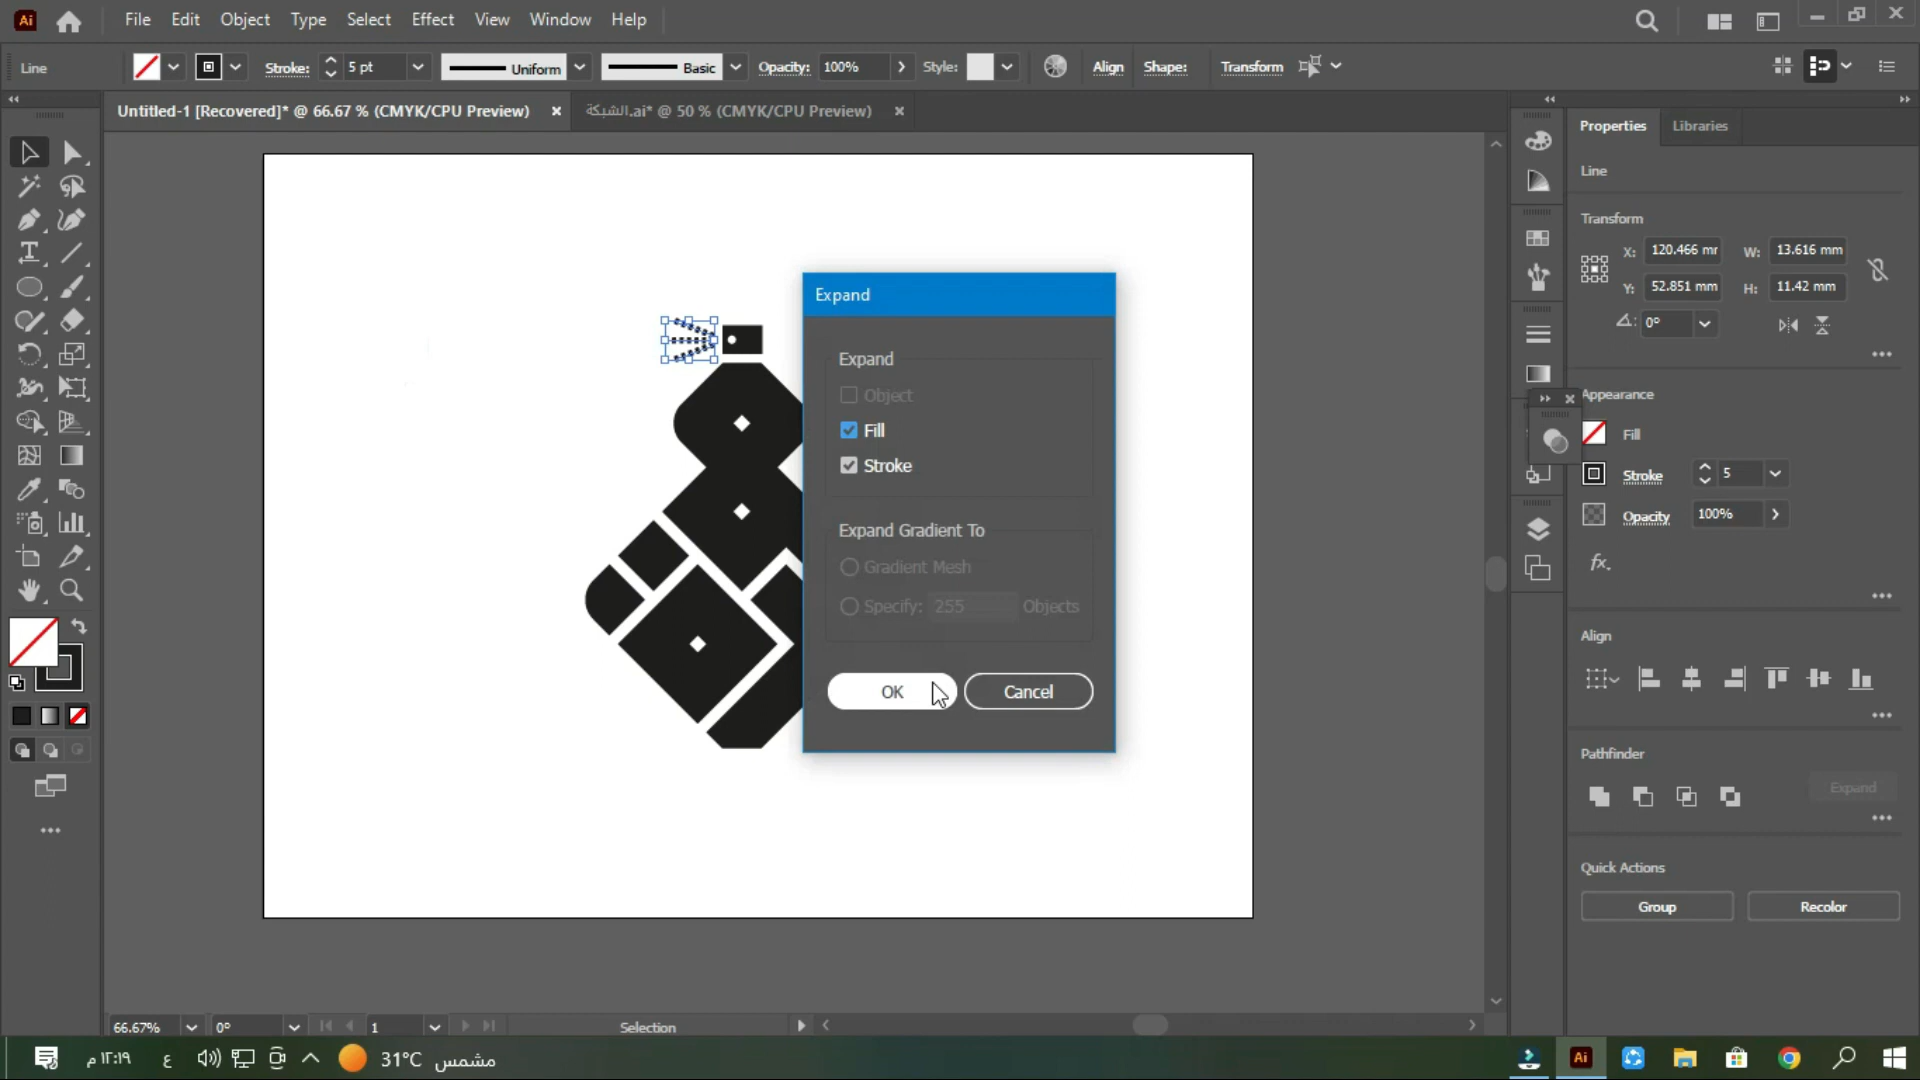 File Edit Object Type Select Effect View Window Help
Line Stroke: 5 pt Uniform Basic Opacity: 100% Style: Align Shape: Transform
Untitled-1 [Recovered]* @ 66.67 % (CMYK/CPU Preview) × الشبكة.ai* @ 50 % (CMYK/CPU Preview) ×
Properties Libraries
Line
Transform
X: 120.466 mr W: 13.616 mm
Y: 52.851 mm H: 11.42 mm
0°
Appearance
Fill
Stroke 5
Opacity 100%
fx.
Align
Pathfinder
Expand
Quick Actions
Group Recolor
Expand
Expand
Object
Fill
Stroke
Expand Gradient To
Gradient Mesh
Specify: 255 Objects
OK Cancel
66.67% 0° 1 Selection
١٢:١٩ م ع 31°C مشمس Ai